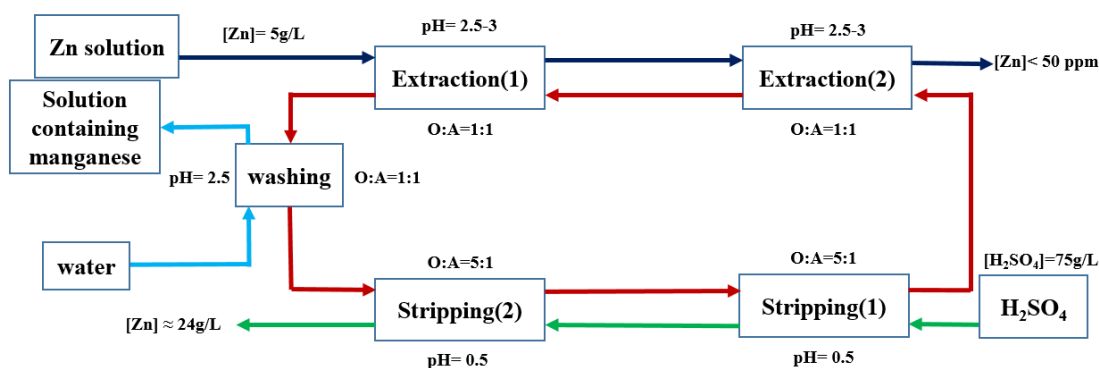 Zn solution
[Zn]= 5g/L
pH= 2.5-3
pH= 2.5-3
Extraction(1)
Extraction(2)
[Zn]< 50 ppm
Solution
containing
manganese
O:A=1:1
O:A=1:1
pH= 2.5
washing
O:A=1:1
water
O:A=5:1
O:A=5:1
[H₂SO₄]=75g/L
Stripping(2)
Stripping(1)
H₂SO₄
[Zn] ≈ 24g/L
pH= 0.5
pH= 0.5